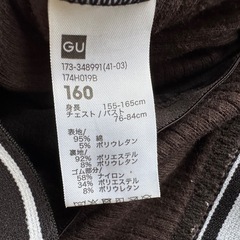 GU
173-348991(41-03)
174H019B
160
身長 155-165cm
チェスト/バスト
76-84cm
表地
95% 綿
5% ポリウレタン
裏地
92% ポリエステル
8% ポリウレタン
ゴム部分
58% ナイロン
34% ポリエステル
8% ポリウレタン